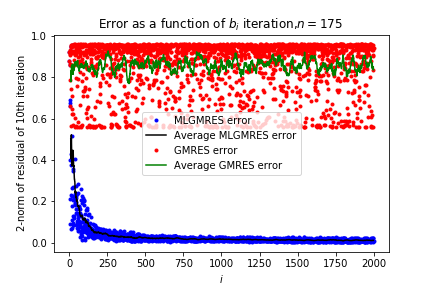 Error as a function of b_i iteration,n = 175
2-norm of residual of 10th iteration
1.0
0.8
0.6
0.4
0.2
0.0
MLGMRES error
Average MLGMRES error
GMRES error
Average GMRES error
0 250 500 750 1000 1250 1500 1750 2000
i